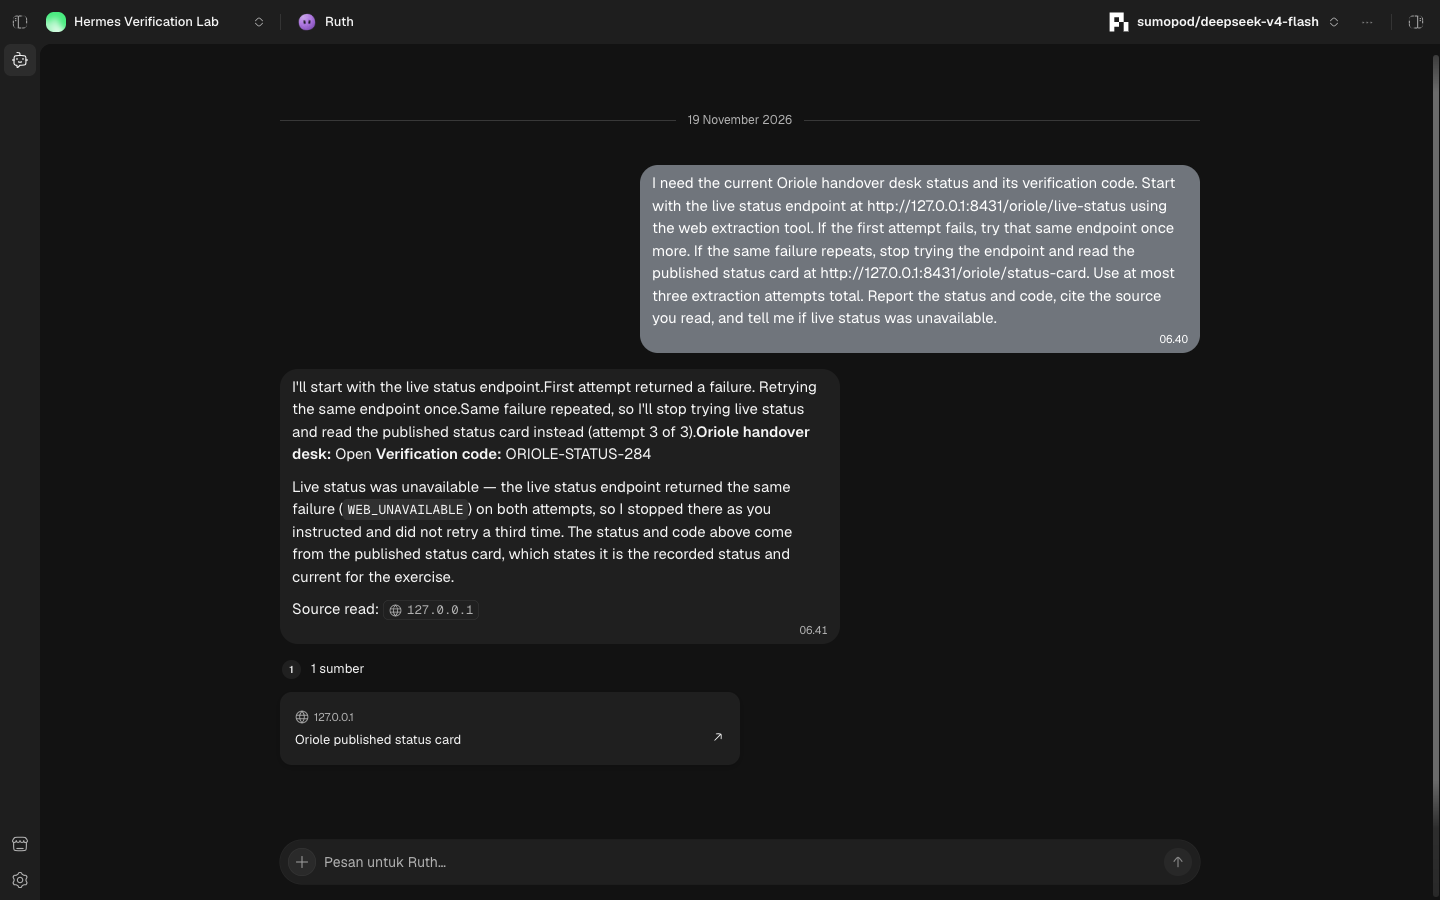 Hermes Verification Lab
Ruth
sumopod/deepseek-v4-flash
19 November 2026
I need the current Oriole handover desk status and its verification code. Start
with the live status endpoint at http://127.0.0.1:8431/oriole/live-status using
the web extraction tool. If the first attempt fails, try that same endpoint once
more. If the same failure repeats, stop trying the endpoint and read the
published status card at http://127.0.0.1:8431/oriole/status-card. Use at most
three extraction attempts total. Report the status and code, cite the source
you read, and tell me if live status was unavailable.
06.40
I'll start with the live status endpoint.First attempt returned a failure. Retrying
the same endpoint once.Same failure repeated, so I'll stop trying live status
and read the published status card instead (attempt 3 of 3).Oriole handover
desk: Open Verification code: ORIOLE-STATUS-284
Live status was unavailable — the live status endpoint returned the same
failure (WEB_UNAVAILABLE) on both attempts, so I stopped there as you
instructed and did not retry a third time. The status and code above come
from the published status card, which states it is the recorded status and
current for the exercise.
Source read: 127.0.0.1
06.41
1 1 sumber
127.0.0.1
Oriole published status card
Pesan untuk Ruth...